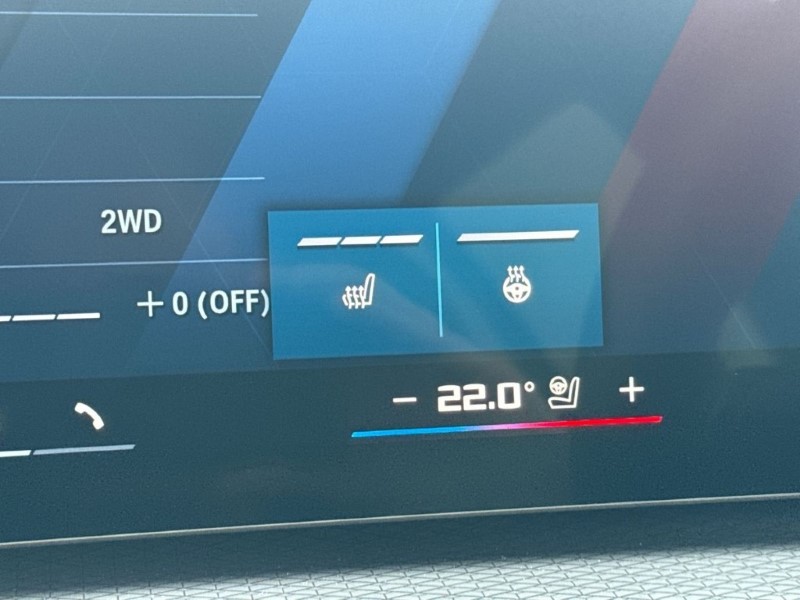 2WD
+ 0 (OFF)
- 22.0° +